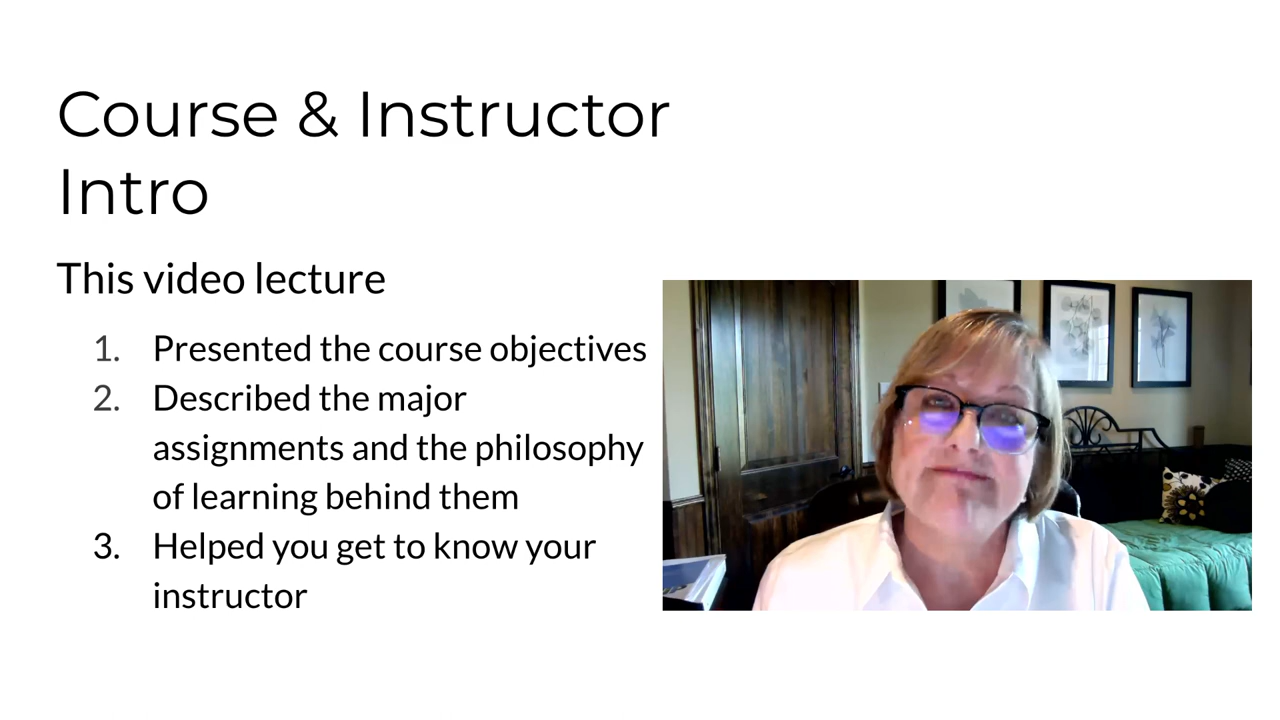 Course & Instructor
Intro
This video lecture
1. Presented the course objectives
2. Described the major
assignments and the philosophy
of learning behind them
3. Helped you get to know your
instructor